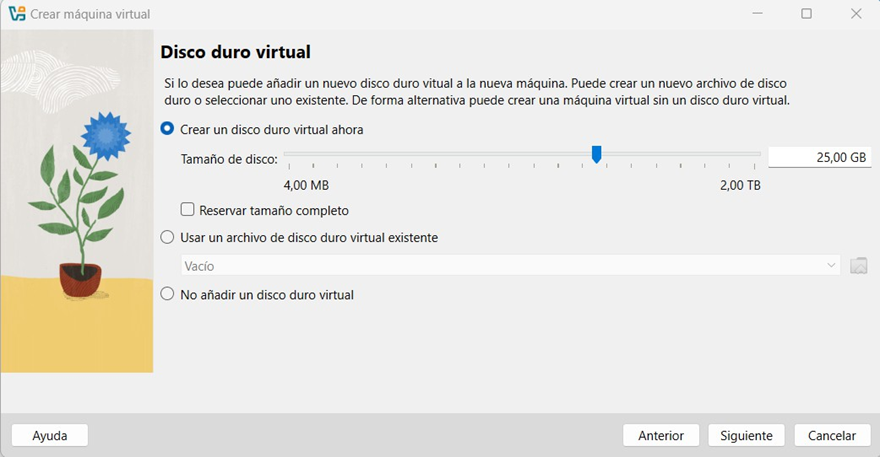 Crear máquina virtual
Disco duro virtual
Si lo desea puede añadir un nuevo disco duro vitual a la nueva máquina. Puede crear un nuevo archivo de disco
duro o seleccionar uno existente. De forma alternativa puede crear una máquina virtual sin un disco duro virtual.
Crear un disco duro virtual ahora
Tamaño de disco:
25,00 GB
4,00 MB
2,00 TB
Reservar tamaño completo
Usar un archivo de disco duro virtual existente
Vacío
No añadir un disco duro virtual
Ayuda
Anterior
Siguiente
Cancelar